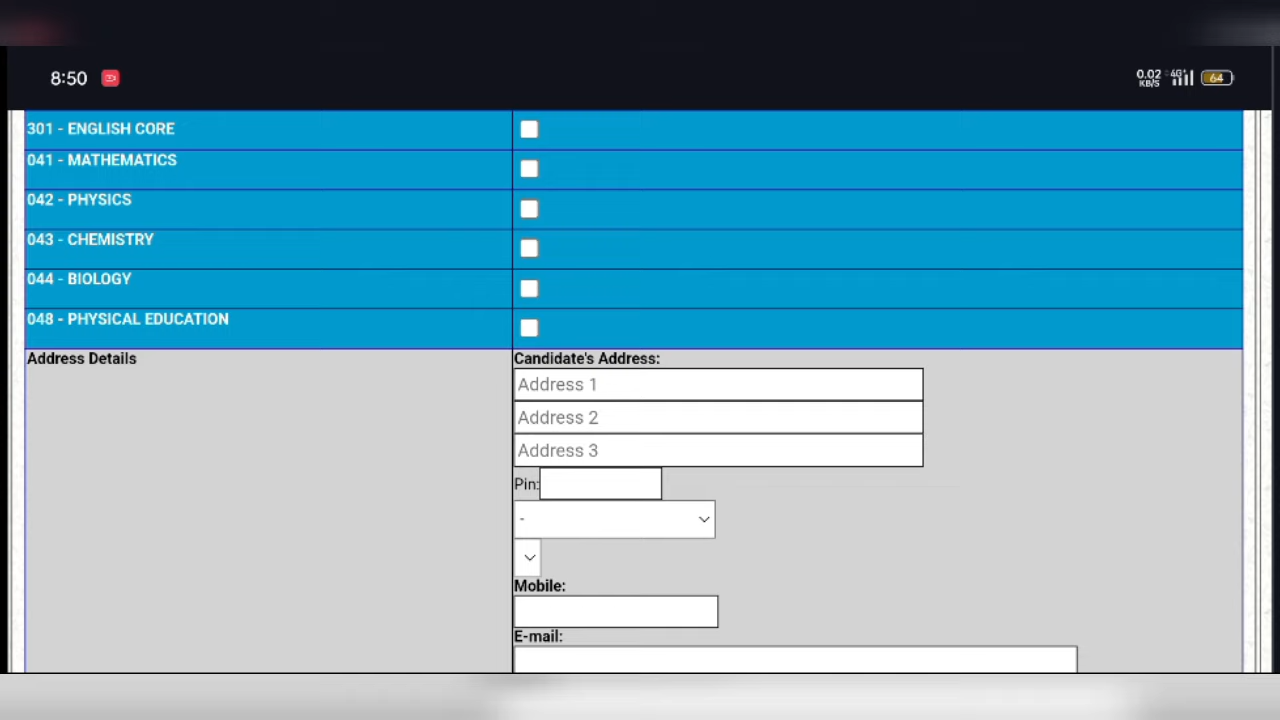 8:50
0.02 KB/S 4G+ 64
301 - ENGLISH CORE
041 - MATHEMATICS
042 - PHYSICS
043 - CHEMISTRY
044 - BIOLOGY
048 - PHYSICAL EDUCATION
Address Details
Candidate's Address:
Address 1
Address 2
Address 3
Pin:
-
Mobile:
E-mail: